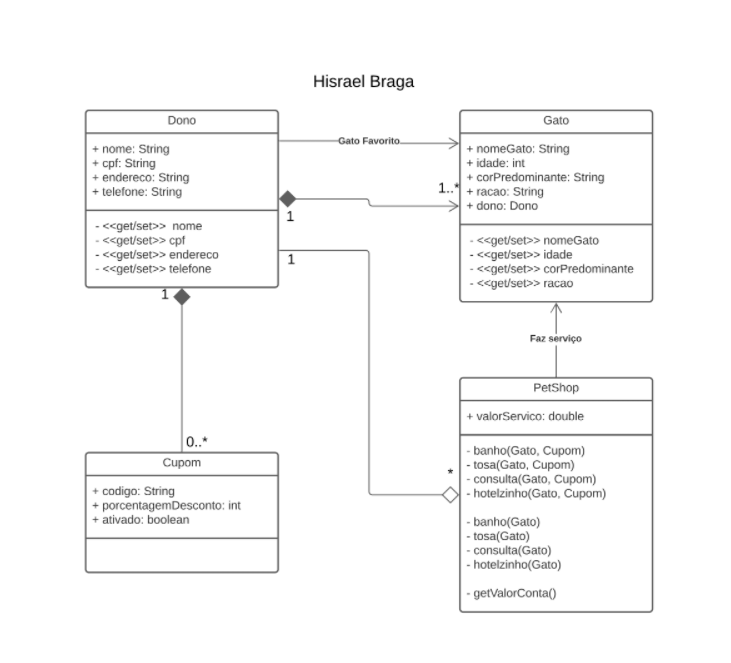 Hisrael Braga
Dono
+ nome: String
+ cpf: String
+ endereco: String
+ telefone: String
- <<get/set>> nome
- <<get/set>> cpf
- <<get/set>> endereco
- <<get/set>> telefone
Gato Favorito
1
1..*
1
1
0..*
*
Gato
+ nomeGato: String
+ idade: int
+ corPredominante: String
+ racao: String
+ dono: Dono
- <<get/set>> nomeGato
- <<get/set>> idade
- <<get/set>> corPredominante
- <<get/set>> racao
Faz serviço
Cupom
+ codigo: String
+ porcentagemDesconto: int
+ ativado: boolean
PetShop
+ valorServico: double
- banho(Gato, Cupom)
- tosa(Gato, Cupom)
- consulta(Gato, Cupom)
- hotelzinho(Gato, Cupom)
- banho(Gato)
- tosa(Gato)
- consulta(Gato)
- hotelzinho(Gato)
- getValorConta()